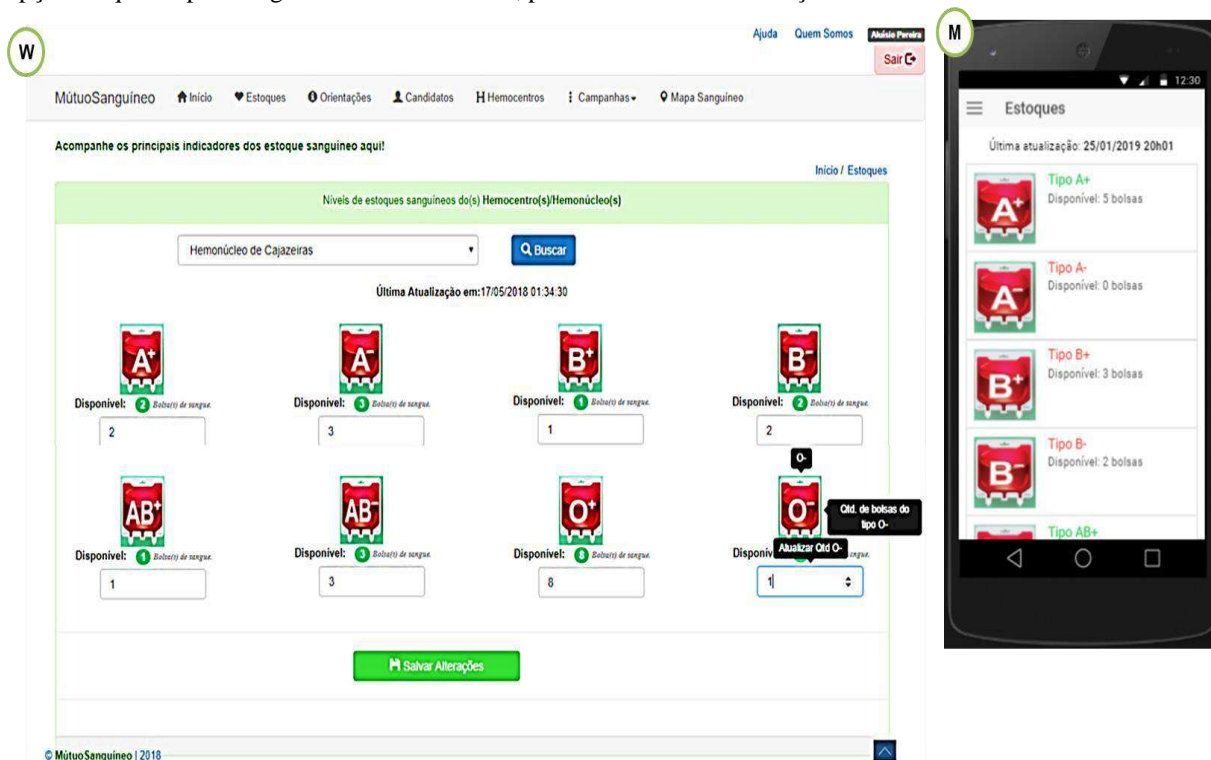 W
Ajuda Quem Somos Aluísio Pereira
Sair
MútuoSanguíneo Início Estoques Orientações Candidatos Hemocentros Campanhas Mapa Sanguíneo
Acompanhe os principais indicadores dos estoque sanguíneo aqui!
Início / Estoques
Níveis de estoques sanguíneos do(s) Hemocentro(s)/Hemonúcleo(s)
Hemonúcleo de Cajazeiras
Buscar
Última Atualização em:17/05/2018 01:34:30
A+ A- B+ B-
Disponível: 2 Bolsa(s) de sangue. Disponível: 3 Bolsa(s) de sangue. Disponível: 1 Bolsa(s) de sangue. Disponível: 2 Bolsa(s) de sangue.
2 3 1 2
O-
AB+ AB- O+ O-
Qtd. de bolsas do
tipo O-
Atualizar Qtd O-
Disponível: 1 Bolsa(s) de sangue. Disponível: 3 Bolsa(s) de sangue. Disponível: 8 Bolsa(s) de sangue.
1 3 8 1
Salvar Alterações
© MútuoSanguíneo | 2018
M
12:30
Estoques
Última atualização: 25/01/2019 20h01
A+
Tipo A+
Disponível: 5 bolsas
A-
Tipo A-
Disponível: 0 bolsas
B+
Tipo B+
Disponível: 3 bolsas
B-
Tipo B-
Disponível: 2 bolsas
Tipo AB+